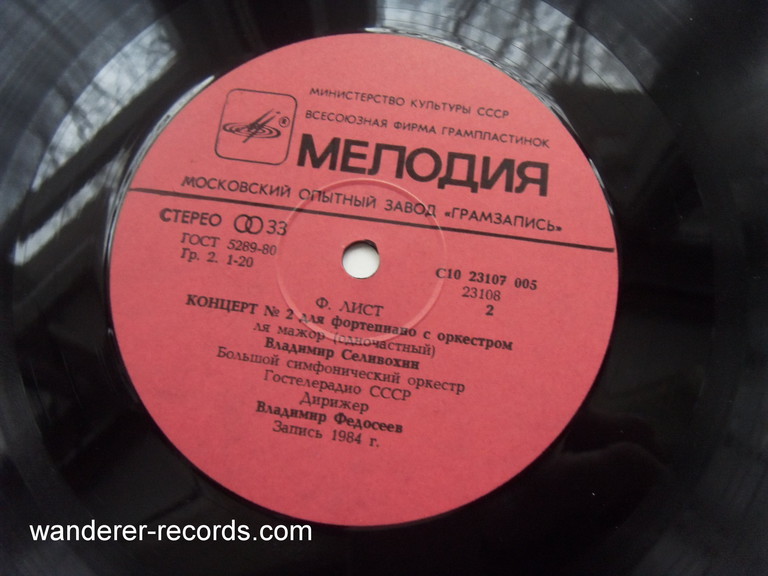 МИНИСТЕРСТВО КУЛЬТУРЫ СССР
ВСЕСОЮЗНАЯ ФИРМА ГРАМПЛАСТИНОК
МЕЛОДИЯ
МОСКОВСКИЙ ОПЫТНЫЙ ЗАВОД «ГРАМЗАПИСЬ»
СТЕРЕО 33
ГОСТ 5289-80
Гр. 2. 1-20
С10 23107 005
23108
2
Ф. ЛИСТ
КОНЦЕРТ № 2 для фортепиано с оркестром
ля мажор (одночастный)
Владимир Селивохин
Большой симфонический оркестр
Гостелерадио СССР
Дирижер
Владимир Федосеев
Запись 1984 г.
wanderer-records.com